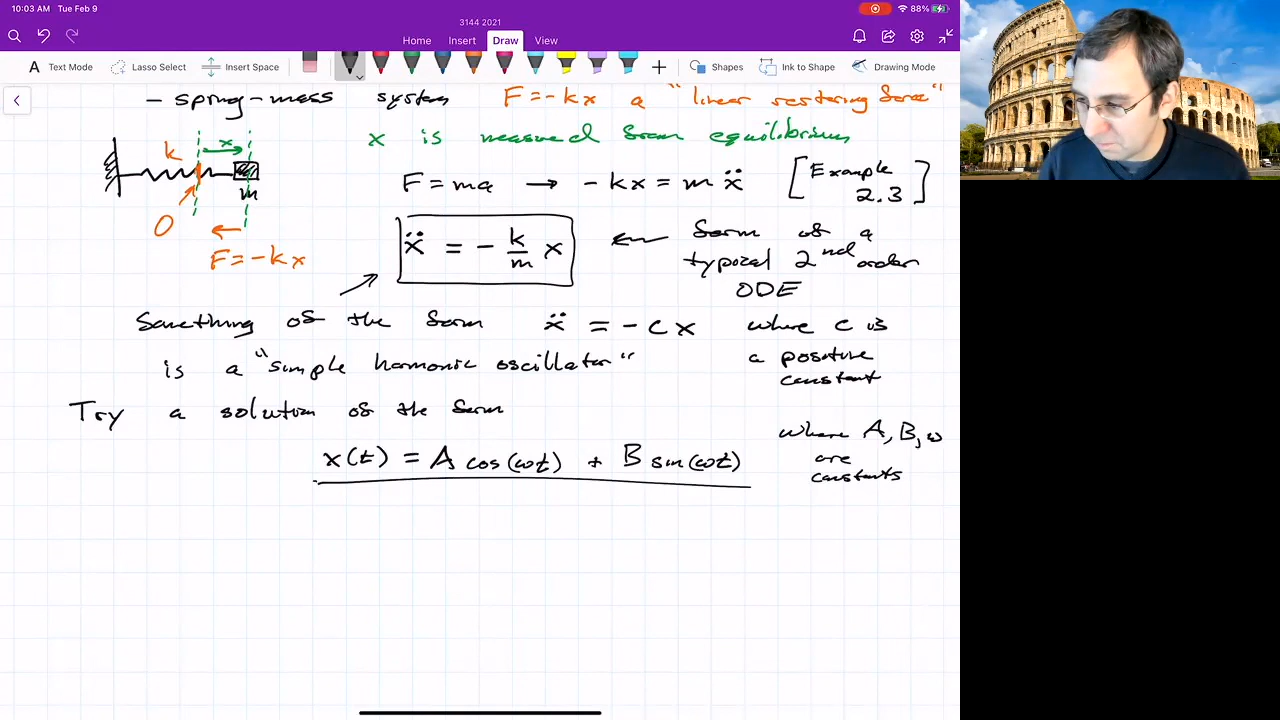 10:03 AM Tue Feb 9
88%
3144 2021
Home Insert Draw View
Text Mode Lasso Select Insert Space Shapes Ink to Shape Drawing Mode
- spring-mass system F = -kx a "linear restoring force"
x is measured from equilibrium
k x
m
O
F = -kx
F = ma → -kx = mẍ [Example 2.3]
ẍ = - k/m x ← form of a
typical 2nd order
ODE
Something of the form ẍ = -cx where c is
a positive
constant
is a "simple harmonic oscillator"
Try a solution of the form
x(t) = A cos(ωt) + B sin(ωt)
where A, B, ω
are
constants